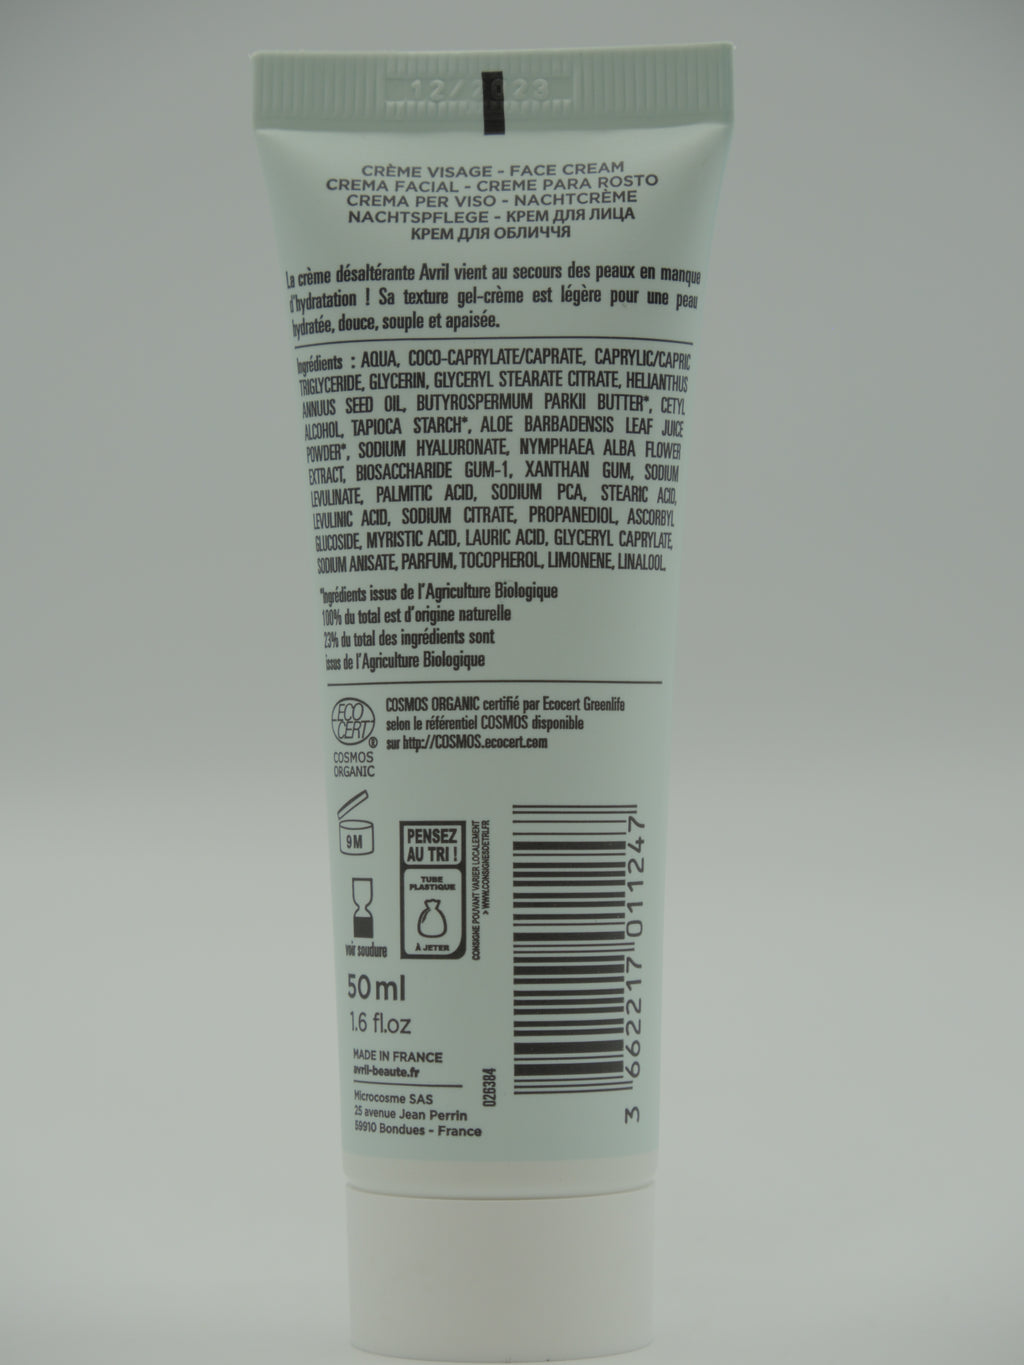 12/2023
CRÈME VISAGE - FACE CREAM
CREMA FACIAL - CREME PARA ROSTO
CREMA PER VISO - NACHTCRÈME
NACHTSPFLEGE - КРЕМ ДЛЯ ЛИЦА
КРЕМ ДЛЯ ОБЛИЧЧЯ
La crème désaltérante Avril vient au secours des peaux en manque
d'hydratation ! Sa texture gel-crème est légère pour une peau
hydratée, douce, souple et apaisée.
Ingrédients : AQUA, COCO-CAPRYLATE/CAPRATE, CAPRYLIC/CAPRIC
TRIGLYCERIDE, GLYCERIN, GLYCERYL STEARATE CITRATE, HELIANTHUS
ANNUUS SEED OIL, BUTYROSPERMUM PARKII BUTTER*, CETYL
ALCOHOL, TAPIOCA STARCH*, ALOE BARBADENSIS LEAF JUICE
POWDER*, SODIUM HYALURONATE, NYMPHAEA ALBA FLOWER
EXTRACT, BIOSACCHARIDE GUM-1, XANTHAN GUM, SODIUM
LEVULINATE, PALMITIC ACID, SODIUM PCA, STEARIC ACID,
LEVULINIC ACID, SODIUM CITRATE, PROPANEDIOL, ASCORBYL
GLUCOSIDE, MYRISTIC ACID, LAURIC ACID, GLYCERYL CAPRYLATE,
SODIUM ANISATE, PARFUM, TOCOPHEROL, LIMONENE, LINALOOL.
*Ingrédients issus de l'Agriculture Biologique
100% du total est d'origine naturelle
23% du total des ingrédients sont
issus de l'Agriculture Biologique
ECO
CERT
®
COSMOS
ORGANIC
COSMOS ORGANIC certifié par Ecocert Greenlife
selon le référentiel COSMOS disponible
sur http://COSMOS.ecocert.com
9M
voir soudure
PENSEZ
AU TRI !
TUBE
PLASTIQUE
À JETER
CONSIGNE POUVANT VARIER LOCALEMENT
> WWW.CONSIGNESDETRI.FR
3 662217 011247
50 ml
1.6 fl.oz
MADE IN FRANCE
avril-beaute.fr
026384
Microcosme SAS
25 avenue Jean Perrin
59910 Bondues - France